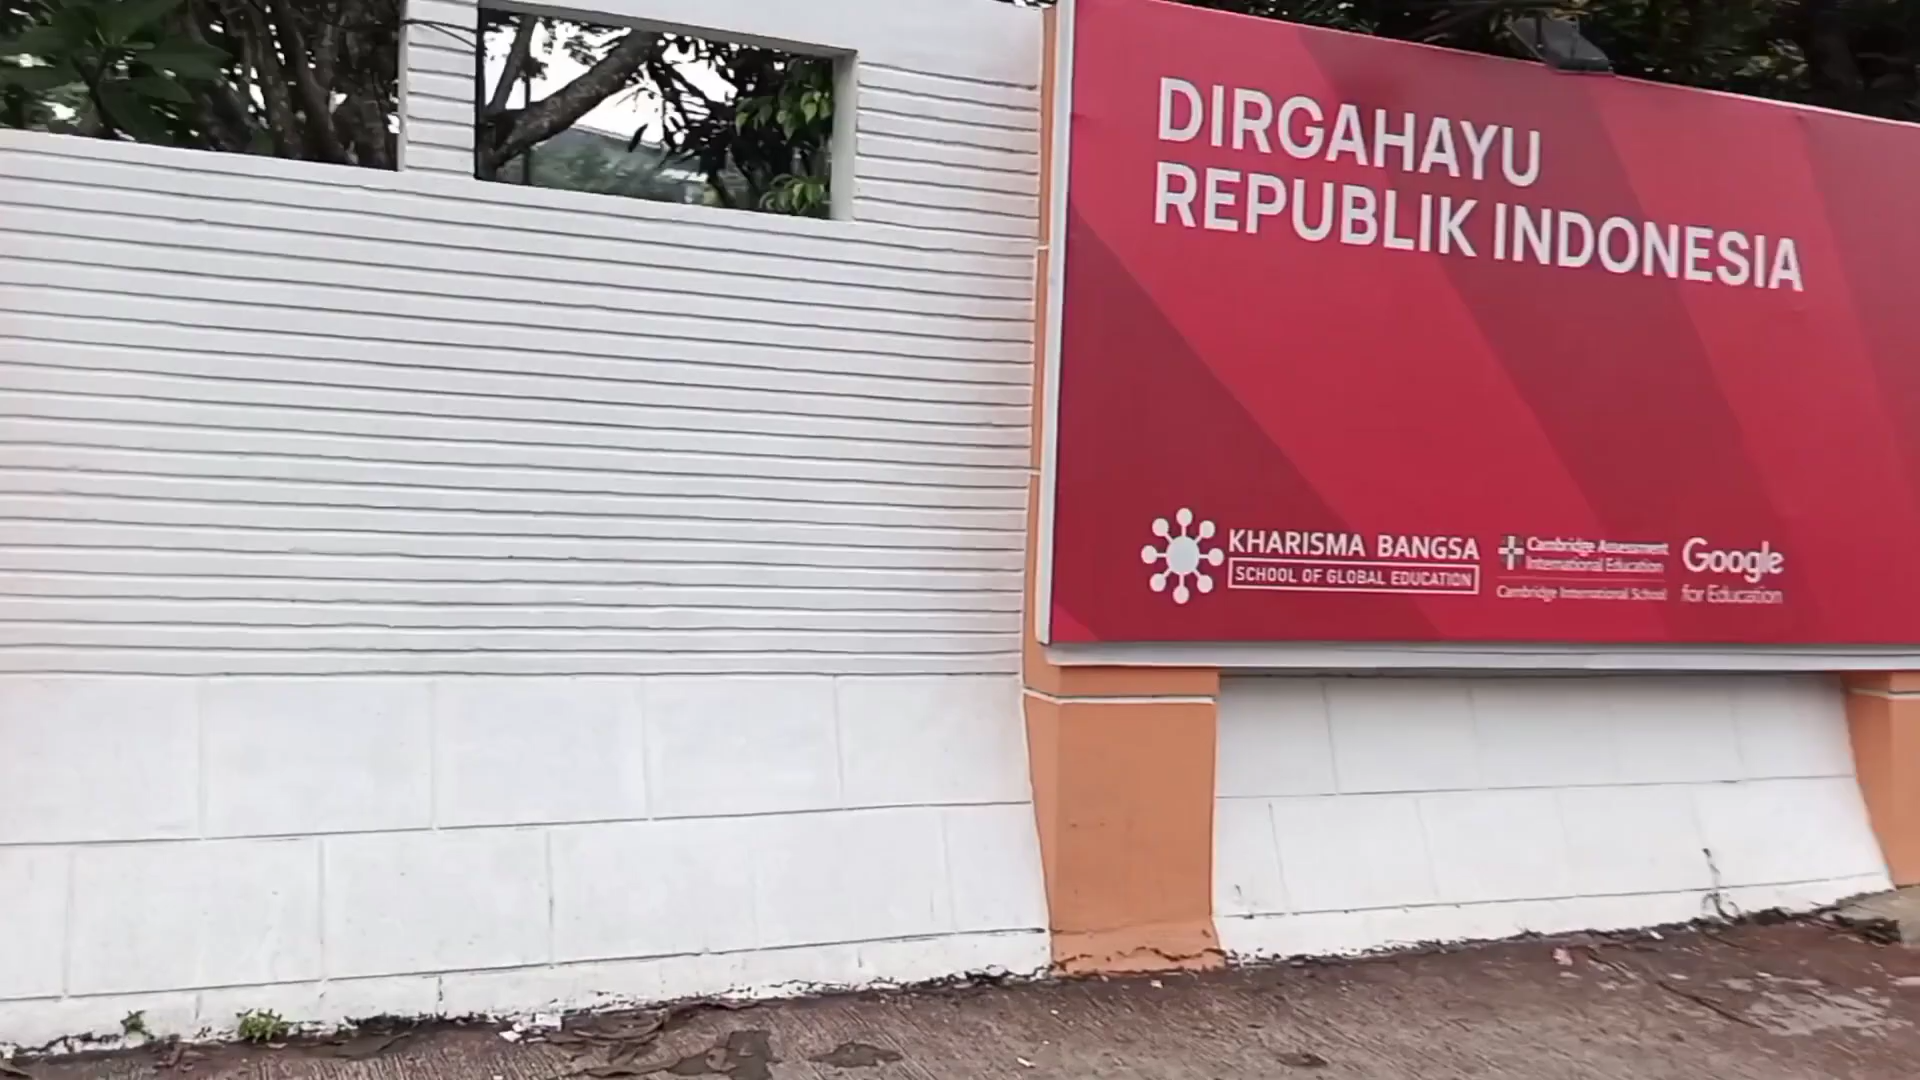 DIRGAHAYU
REPUBLIK INDONESIA
KHARISMA BANGSA
SCHOOL OF GLOBAL EDUCATION
Cambridge Assessment
International Education
Cambridge International School
Google
for Education